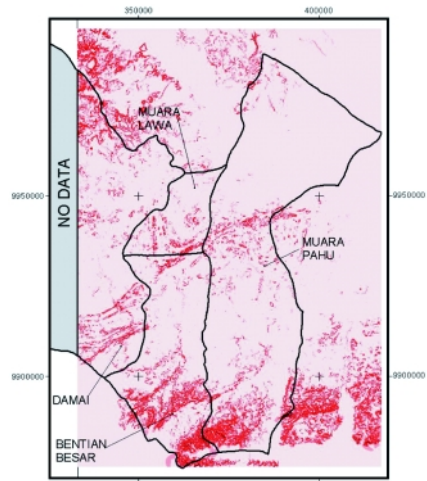 350000
400000
MUARA
LAWA
9950000
9950000
NO DATA
MUARA
PAHU
9900000
9900000
DAMAI
BENTIAN
BESAR